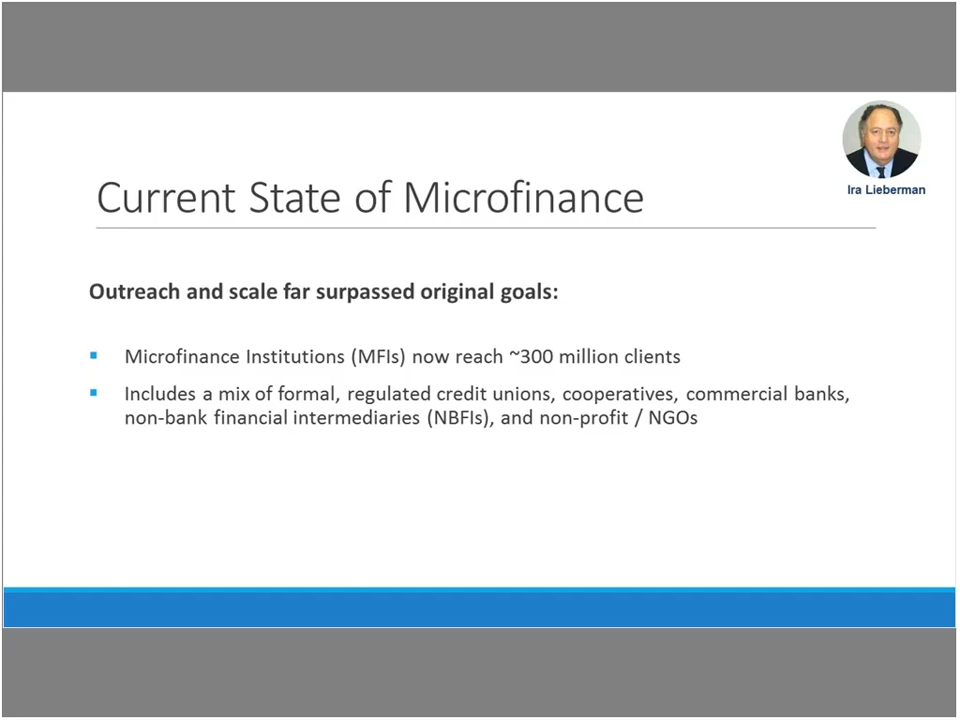 Ira Lieberman
Current State of Microfinance
Outreach and scale far surpassed original goals:
▪ Microfinance Institutions (MFIs) now reach ~300 million clients
▪ Includes a mix of formal, regulated credit unions, cooperatives, commercial banks,
non-bank financial intermediaries (NBFIs), and non-profit / NGOs